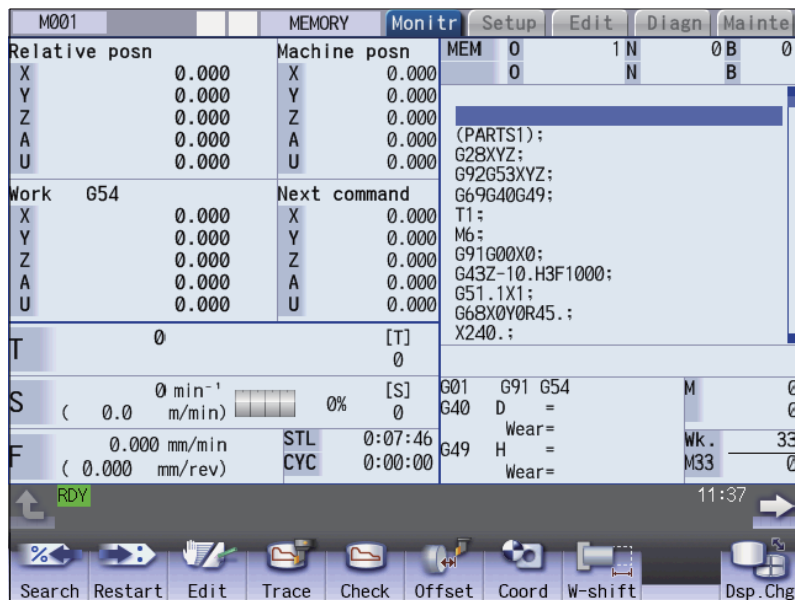 M001 MEMORY Monitr Setup Edit Diagn Mainte
Relative posn
X 0.000
Y 0.000
Z 0.000
A 0.000
U 0.000
Machine posn
X 0.000
Y 0.000
Z 0.000
A 0.000
U 0.000
Work G54
X 0.000
Y 0.000
Z 0.000
A 0.000
U 0.000
Next command
X 0.000
Y 0.000
Z 0.000
A 0.000
U 0.000
MEM O 1 N 0 B 0
O N B
(PARTS1);
G28XYZ;
G92G53XYZ;
G69G40G49;
T1;
M6;
G91G00X0;
G43Z-10.H3F1000;
G51.1X1;
G68X0Y0R45.;
X240.;
T 0 [T]
0
S 0 min⁻¹ 0% [S]
( 0.0 m/min) 0
F 0.000 mm/min
( 0.000 mm/rev)
STL 0:07:46
CYC 0:00:00
G01 G91 G54
G40 D =
Wear=
G49 H =
Wear=
M 0
0
Wk. 33
M33 0
RDY 11:37
Search Restart Edit Trace Check Offset Coord W-shift Dsp.Chg